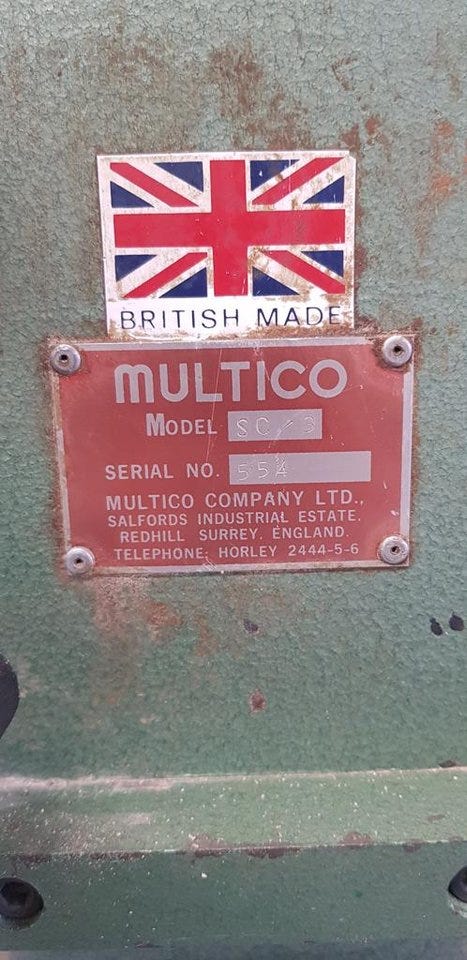 BRITISH MADE
MULTICO
MODEL SC/3
SERIAL NO. 55A
MULTICO COMPANY LTD.,
SALFORDS INDUSTRIAL ESTATE.
REDHILL SURREY. ENGLAND.
TELEPHONE: HORLEY 2444-5-6